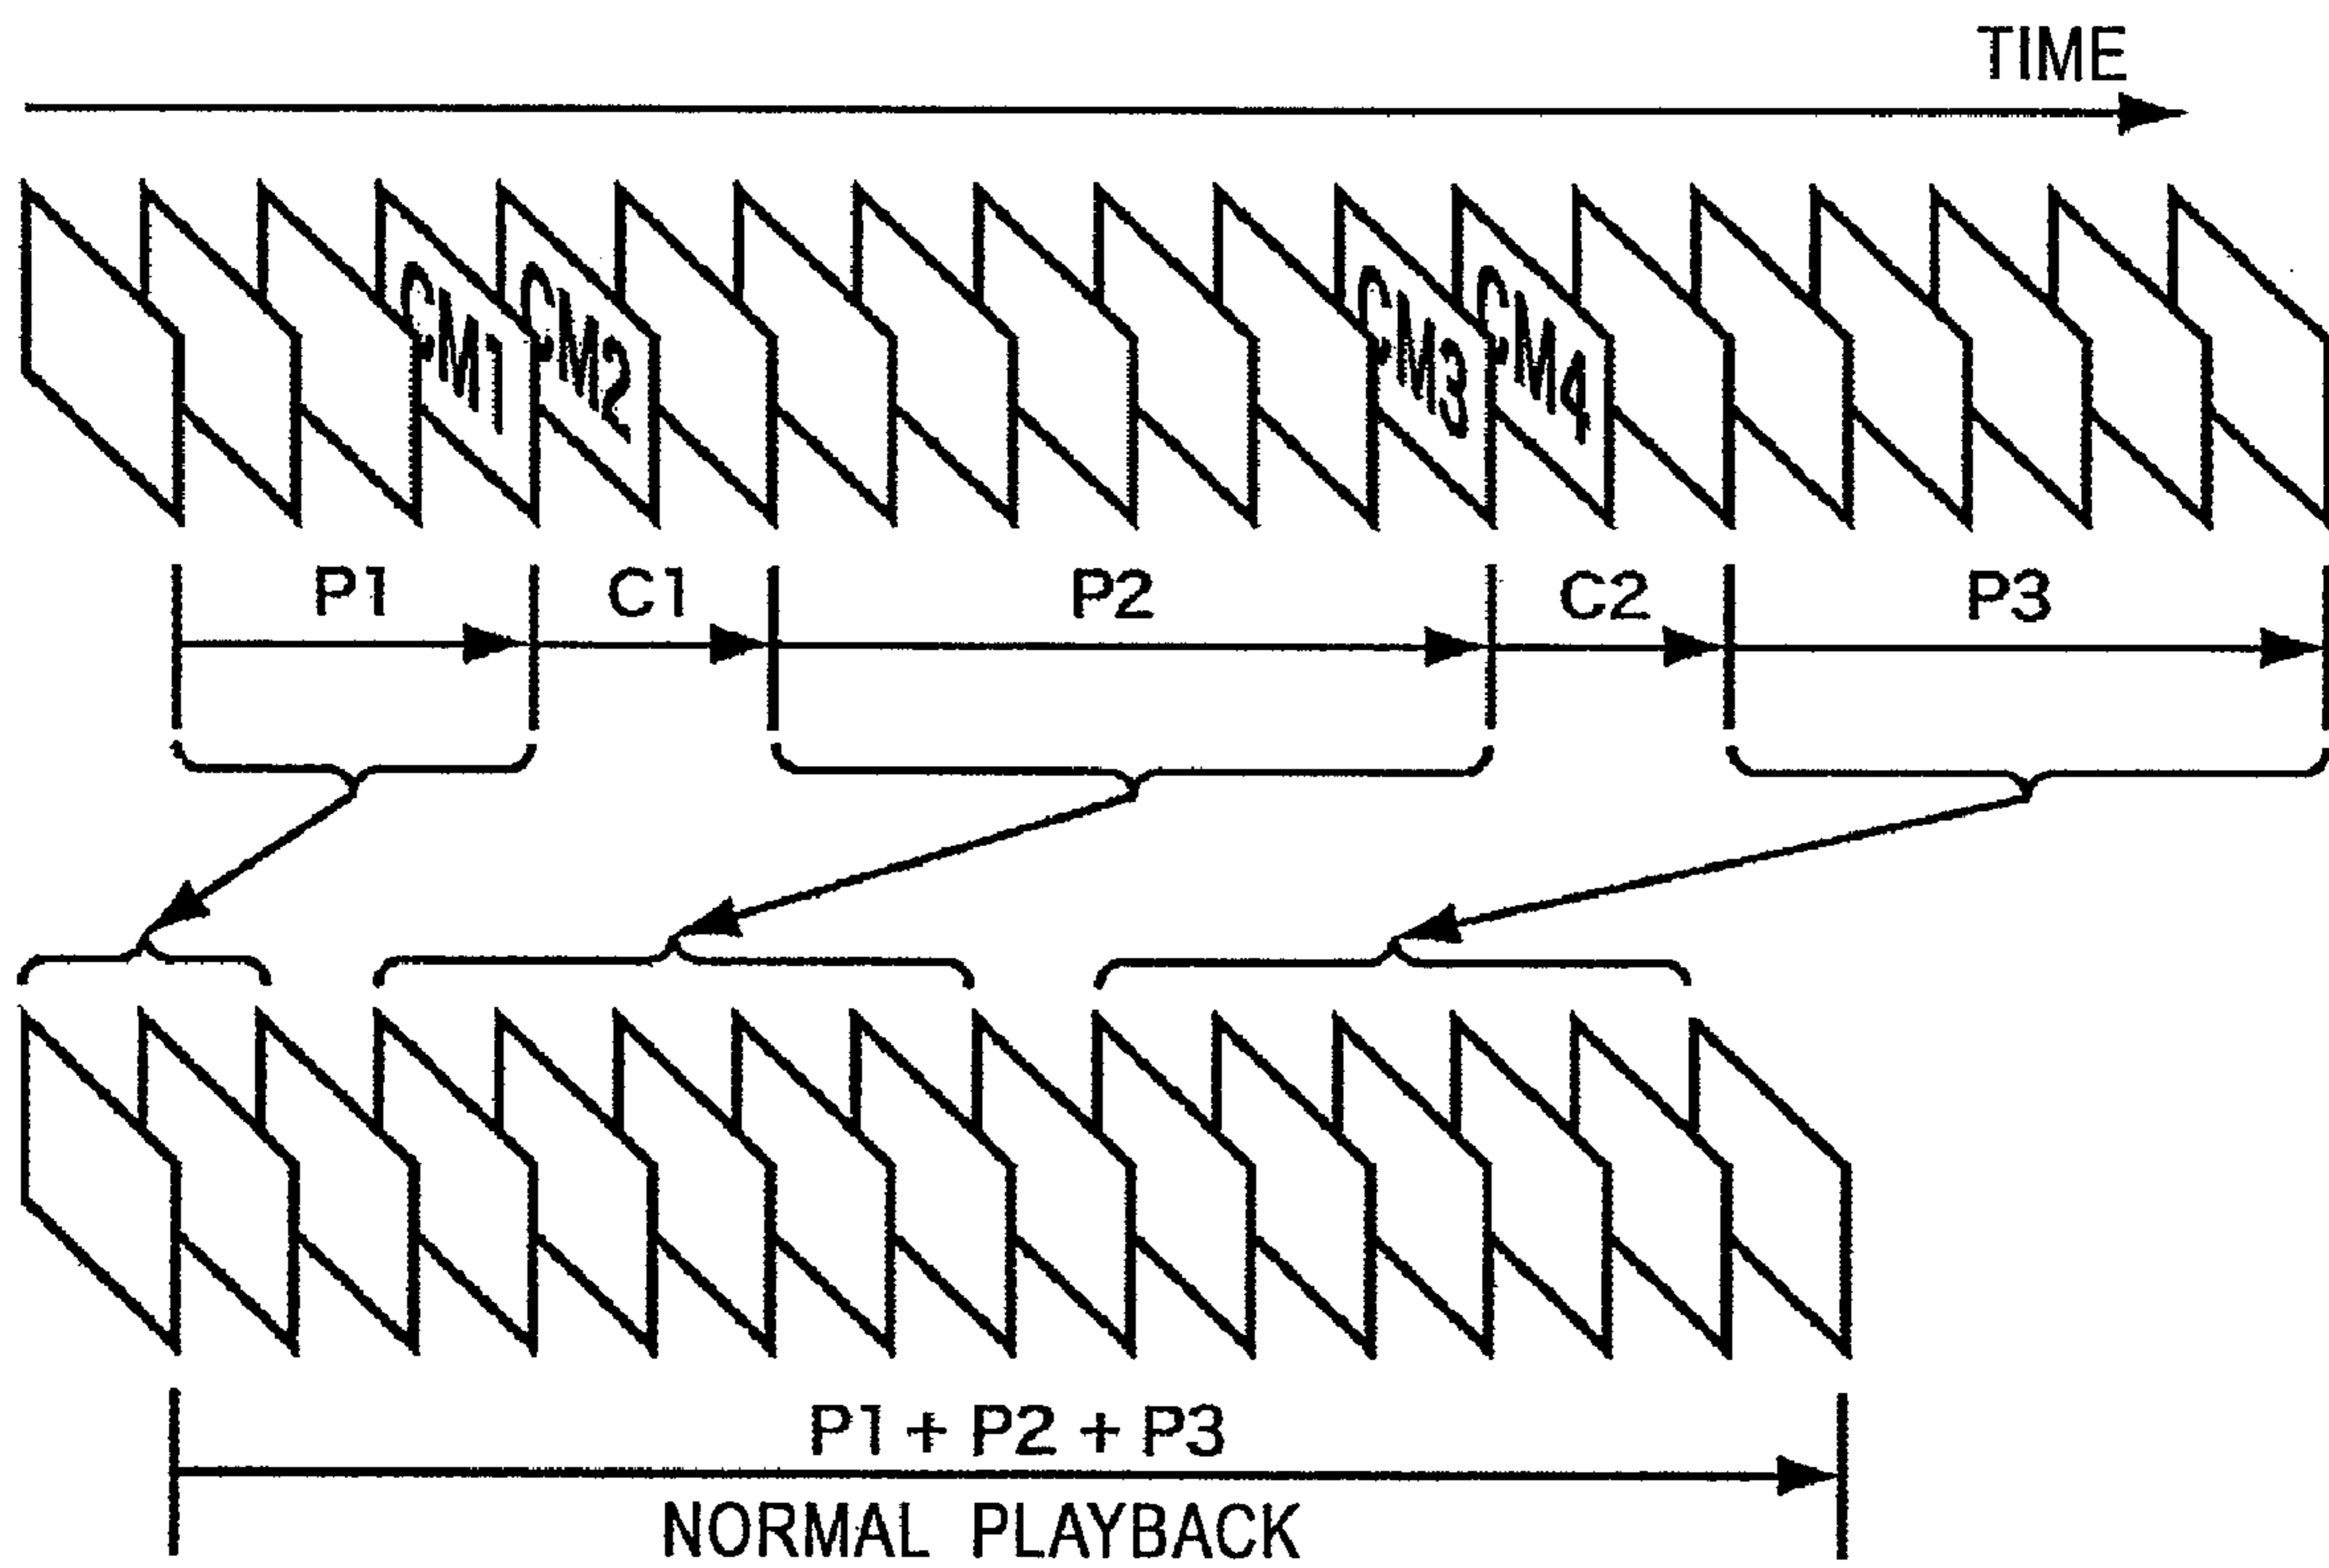 TIME
CM1 CM2 CM3 CM4
P1 C1 P2 C2 P3
P1 + P2 + P3
NORMAL PLAYBACK